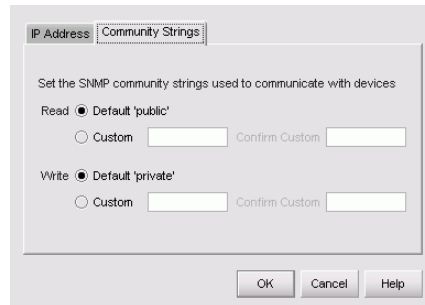 IP Address Community Strings
Set the SNMP community strings used to communicate with devices
Read Default 'public'
Custom Confirm Custom
Write Default 'private'
Custom Confirm Custom
OK Cancel Help